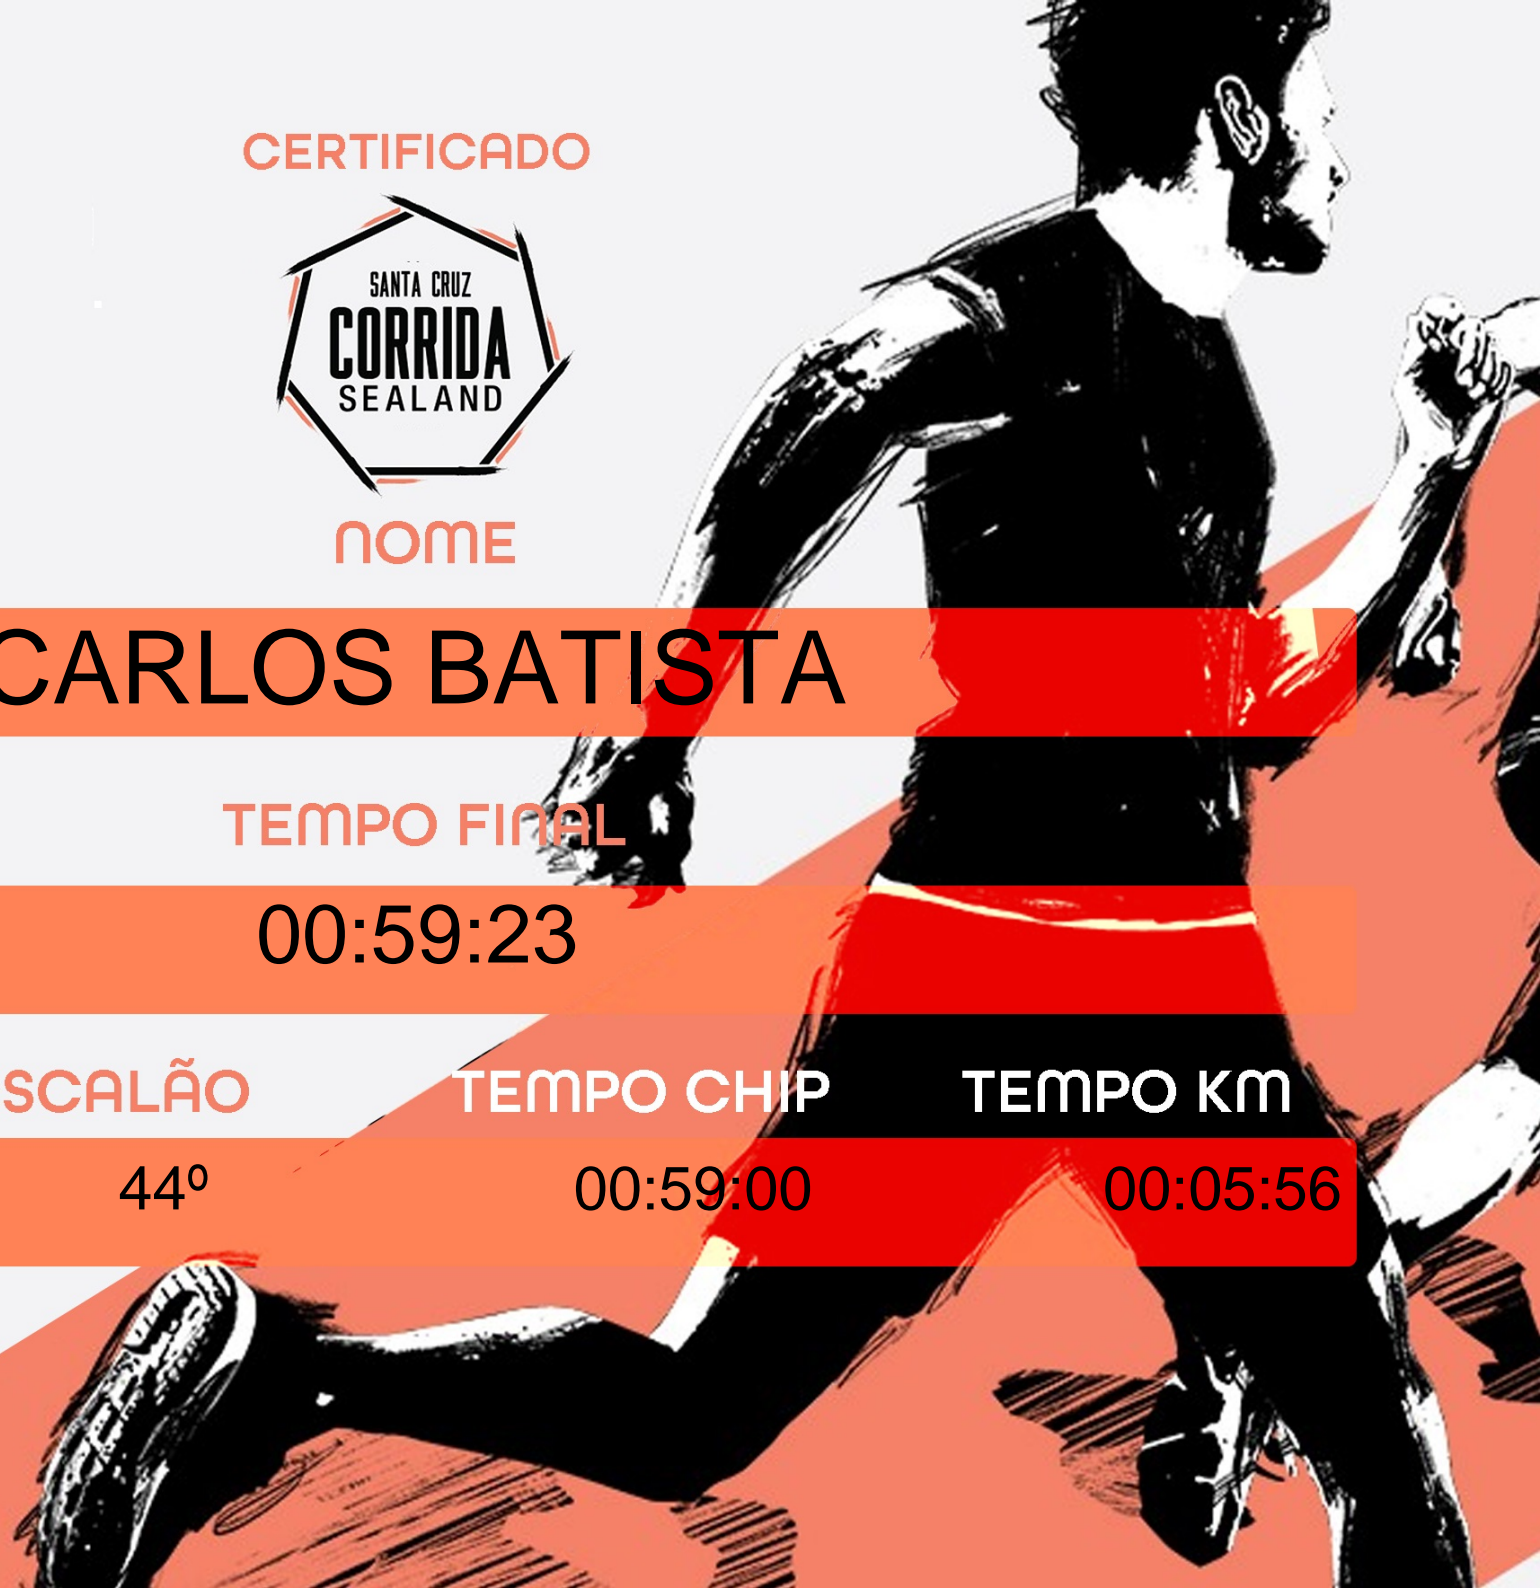 CERTIFICADO
SANTA CRUZ
CORRIDA
SEALAND
NOME
CARLOS BATISTA
TEMPO FINAL
00:59:23
SCALÃO TEMPO CHIP TEMPO KM
44º 00:59:00 00:05:56